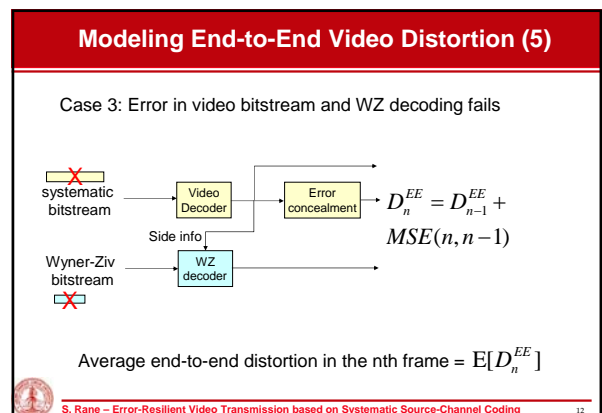 Modeling End-to-End Video Distortion (5)
Case 3: Error in video bitstream and WZ decoding fails
systematic
bitstream
Video
Decoder
Error
concealment
D_n^{EE} = D_{n-1}^{EE} +
MSE(n, n−1)
Side info
Wyner-Ziv
bitstream
WZ
decoder
Average end-to-end distortion in the nth frame = E[D_n^{EE}]
S. Rane – Error-Resilient Video Transmission based on Systematic Source-Channel Coding
12